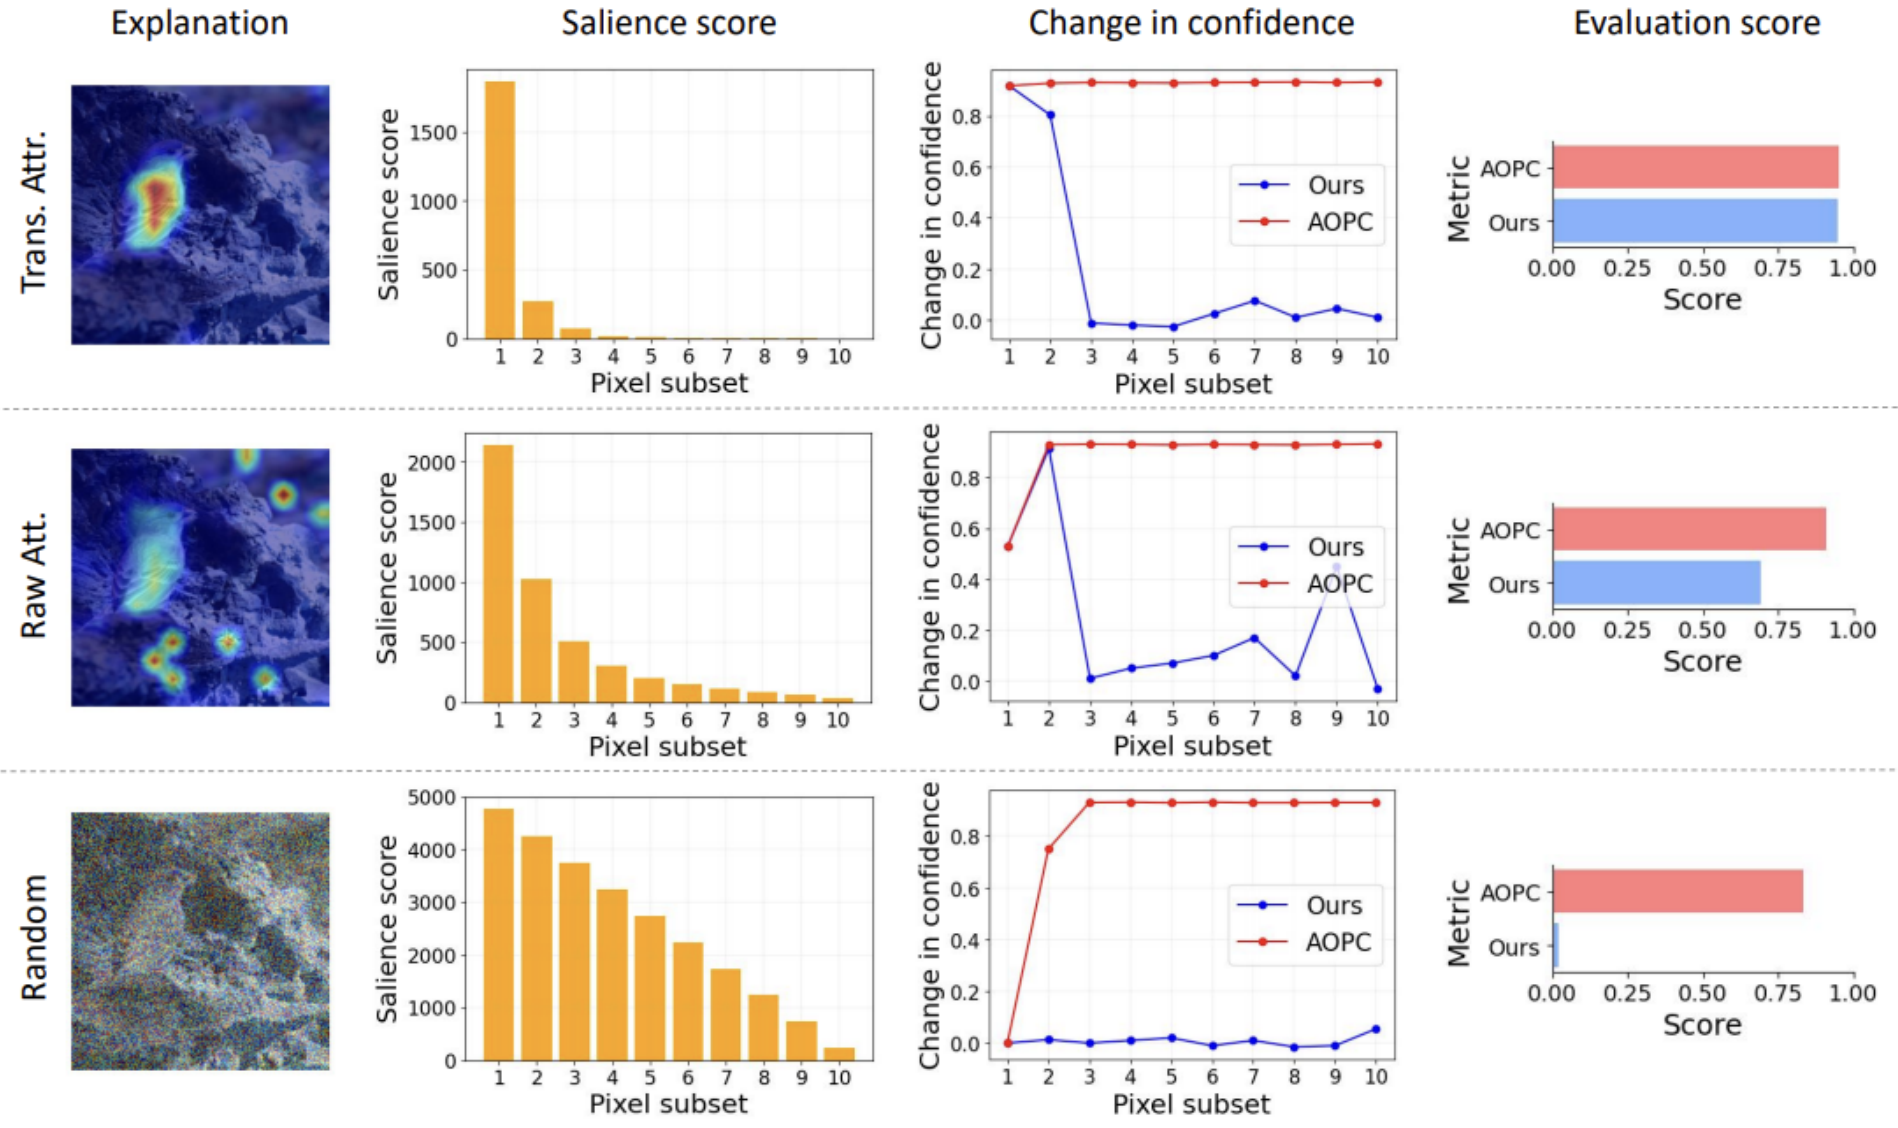 Explanation
Salience score
Change in confidence
Evaluation score
Trans. Attr.
Salience score
1500
1000
500
0
1 2 3 4 5 6 7 8 9 10
Pixel subset
Change in confidence
0.8
0.6
0.4
0.2
0.0
Ours
AOPC
1 2 3 4 5 6 7 8 9 10
Pixel subset
Metric
AOPC
Ours
0.00 0.25 0.50 0.75 1.00
Score
Raw Att.
Salience score
2000
1500
1000
500
0
1 2 3 4 5 6 7 8 9 10
Pixel subset
Change in confidence
0.8
0.6
0.4
0.2
0.0
Ours
AOPC
1 2 3 4 5 6 7 8 9 10
Pixel subset
Metric
AOPC
Ours
0.00 0.25 0.50 0.75 1.00
Score
Random
Salience score
5000
4000
3000
2000
1000
0
1 2 3 4 5 6 7 8 9 10
Pixel subset
Change in confidence
0.8
0.6
0.4
0.2
0.0
Ours
AOPC
1 2 3 4 5 6 7 8 9 10
Pixel subset
Metric
AOPC
Ours
0.00 0.25 0.50 0.75 1.00
Score